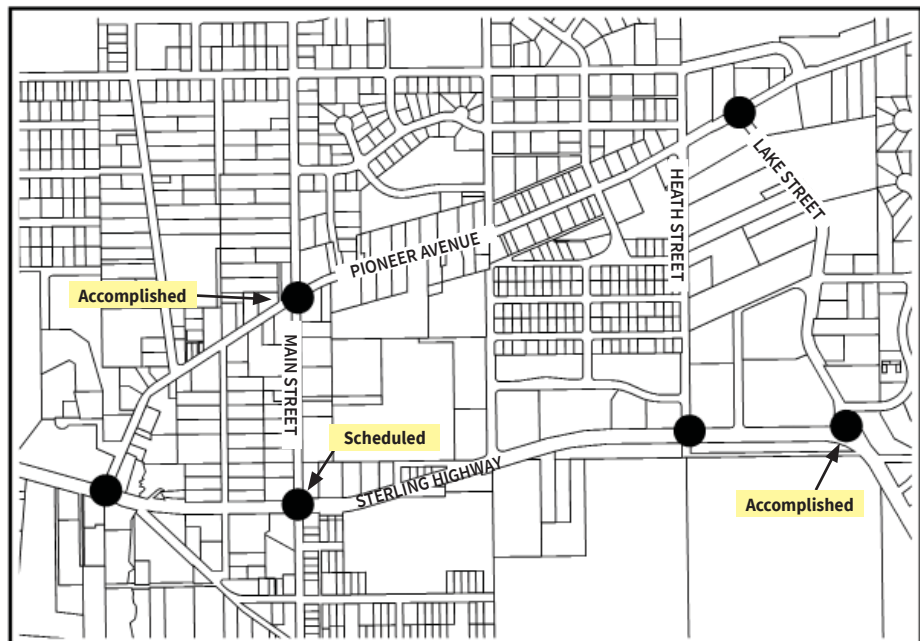 LAKE STREET
HEATH STREET
PIONEER AVENUE
Accomplished
MAIN STREET
Scheduled
STERLING HIGHWAY
Accomplished